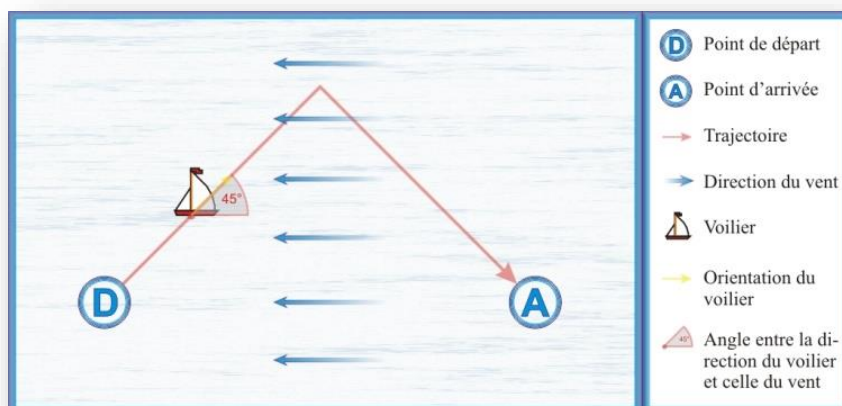 45°
D
A
D Point de départ
A Point d'arrivée
Trajectoire
Direction du vent
Voilier
Orientation du
voilier
45° Angle entre la di-
rection du voilier
et celle du vent